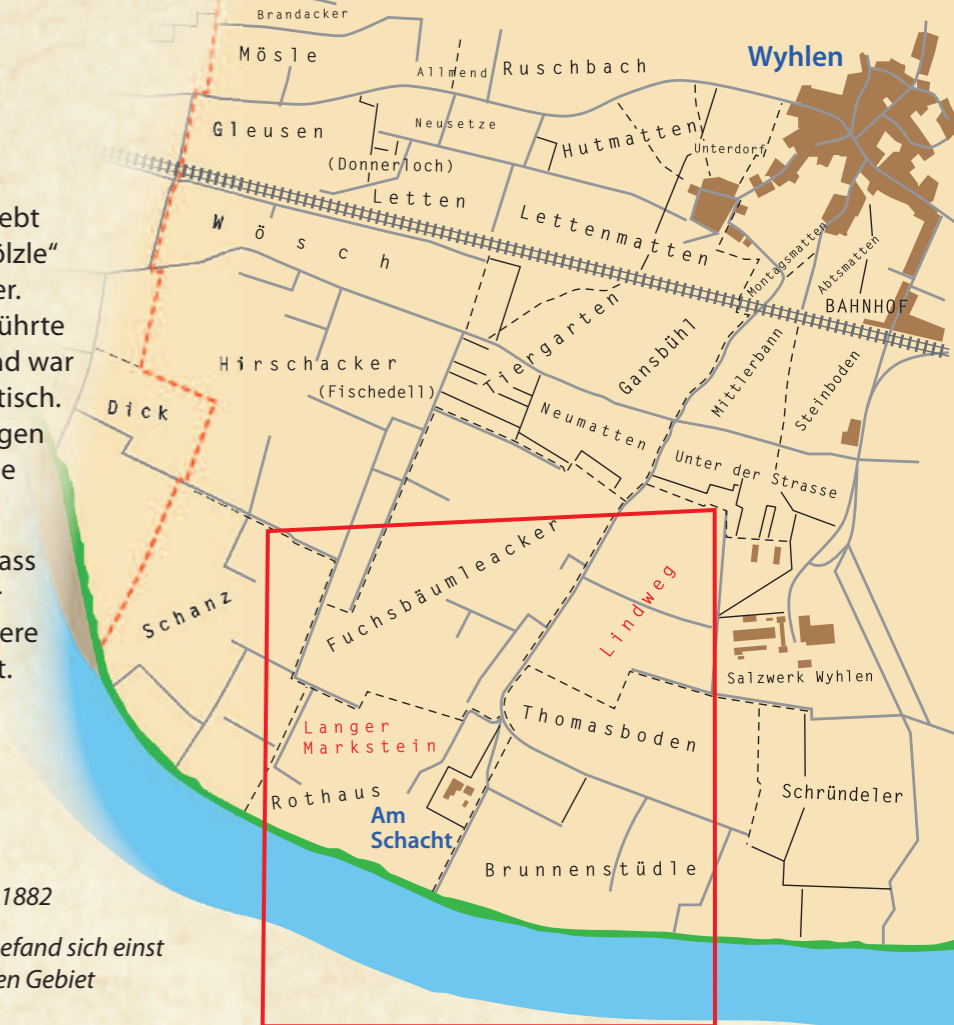 Brandacker
Mösle
Allmend
Ruschbach
Wyhlen
Gleusen
Neusetze
Hutmatten
Unterdorf
(Donnerloch)
Letten
Lettenmatten
Wösch
Montagsmatten
Abtsmatten
BAHNHOF
Tiergarten
Gansbühl
Mittlerbann
Steinboden
Hirschacker
(Fischedell)
Dick
Neumatten
Unter der Strasse
Fuchsbäumleacker
Lindweg
Schanz
Salzwerk Wyhlen
Langer
Markstein
Thomasboden
Rothaus
Am
Schacht
Schründeler
Brunnenstüdle
ebt
ölzle“
er.
ührte
nd war
tisch.
gen
e
ass
ere
t.
1882
efand sich einst
en Gebiet